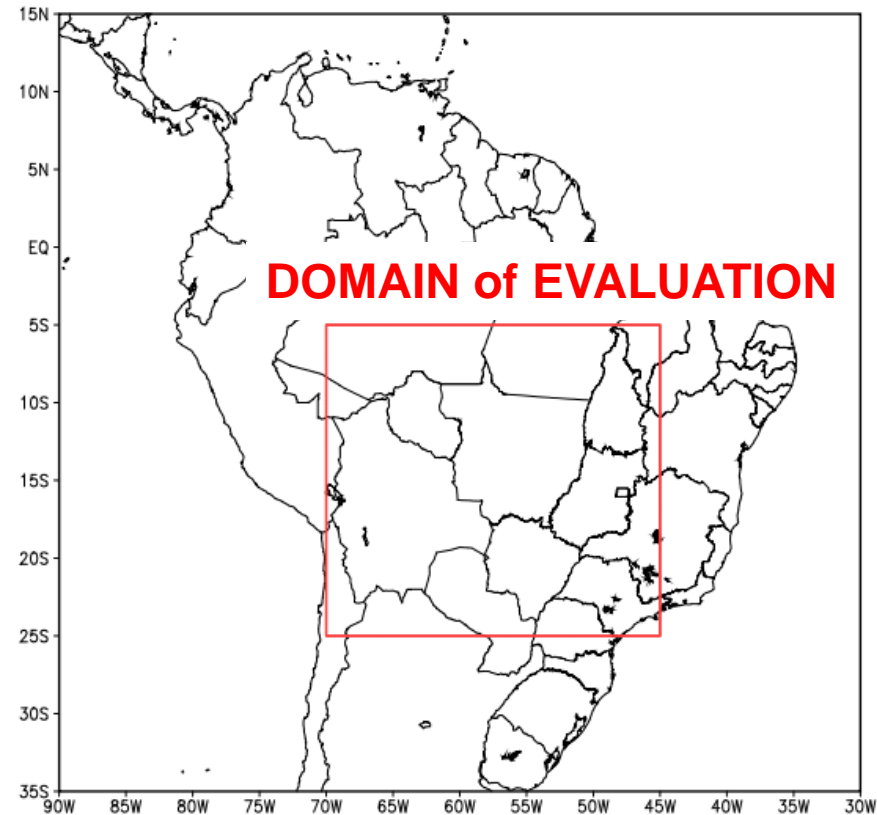 15N
10N
5N
EQ
DOMAIN of EVALUATION
5S
10S
15S
20S
25S
30S
35S
90W 85W 80W 75W 70W 65W 60W 55W 50W 45W 40W 35W 30W